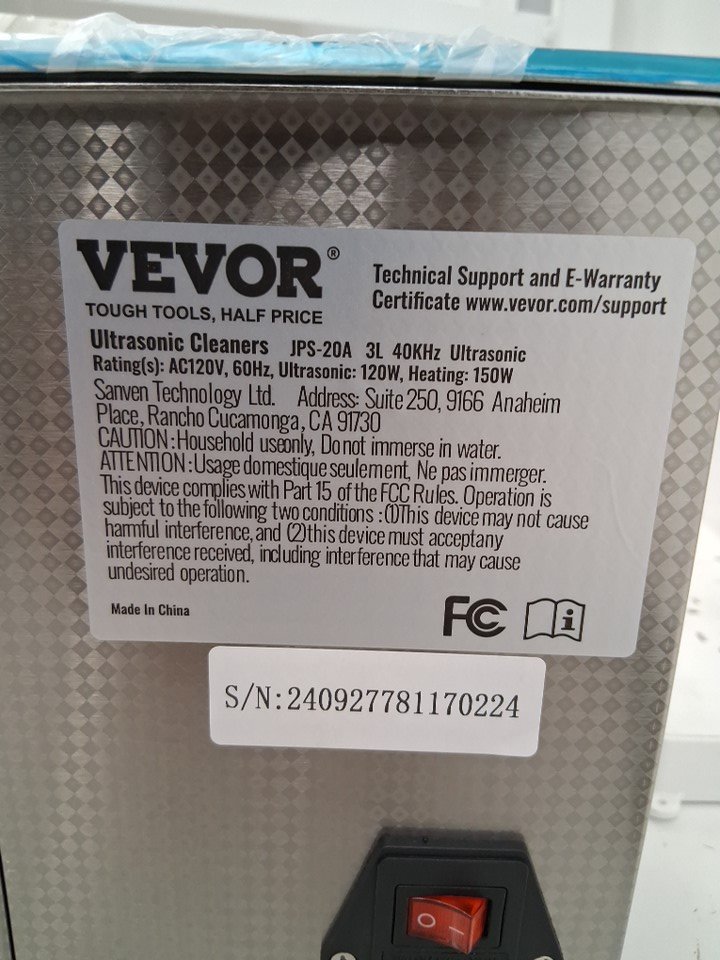 VEVOR®
TOUGH TOOLS, HALF PRICE
Technical Support and E-Warranty
Certificate www.vevor.com/support
Ultrasonic Cleaners JPS-20A 3L 40KHz Ultrasonic
Rating(s): AC120V, 60Hz, Ultrasonic: 120W, Heating: 150W
Sanven Technology Ltd. Address: Suite 250, 9166 Anaheim
Place, Rancho Cucamonga, CA 91730
CAUTION:Household useonly, Do not immerse in water.
ATTENTION:Usage domestique seulement, Ne pas immerger.
This device complies with Part 15 of the FCC Rules. Operation is
subject to the following two conditions :(1)This device may not cause
harmful interference, and (2)this device must acceptany
interference received, including interference that may cause
undesired operation.
Made In China
FC
i
S/N:240927781170224